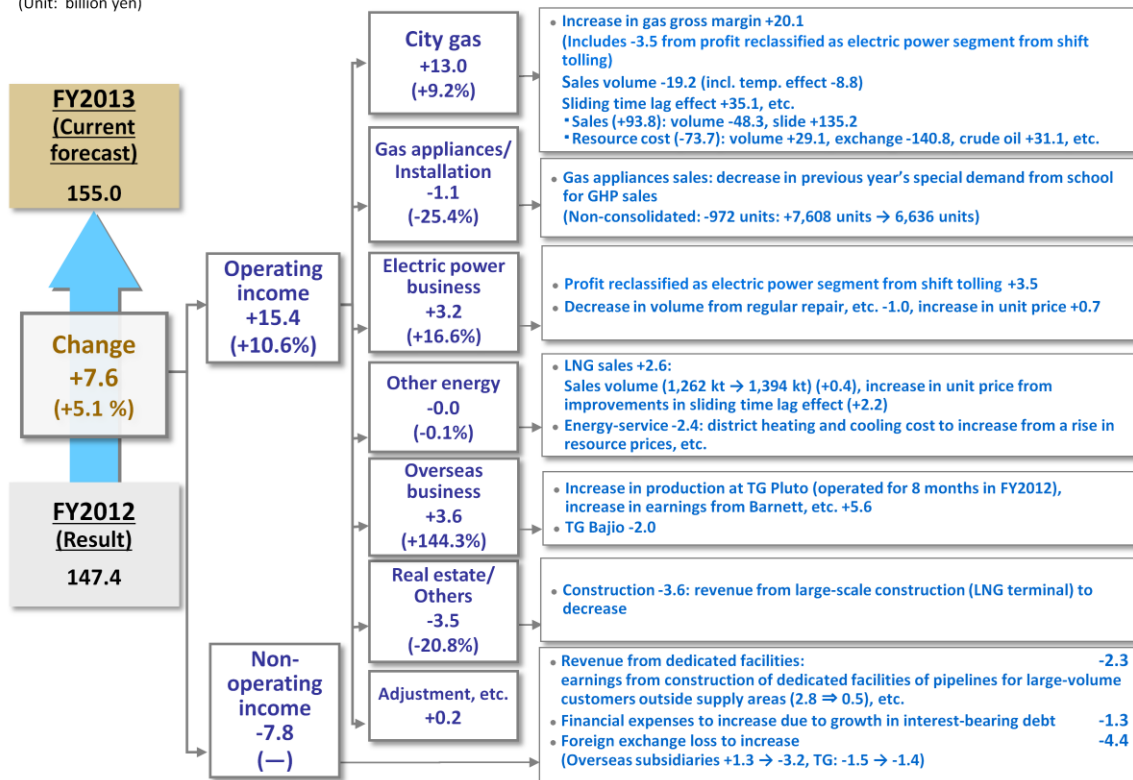 (Unit: billion yen)
FY2013
(Current
forecast)
155.0
Change
+7.6
(+5.1 %)
FY2012
(Result)
147.4
Operating
income
+15.4
(+10.6%)
Non-
operating
income
-7.8
(—)
City gas
+13.0
(+9.2%)
• Increase in gas gross margin +20.1
(Includes -3.5 from profit reclassified as electric power segment from shift
tolling)
Sales volume -19.2 (incl. temp. effect -8.8)
Sliding time lag effect +35.1, etc.
• Sales (+93.8): volume -48.3, slide +135.2
• Resource cost (-73.7): volume +29.1, exchange -140.8, crude oil +31.1, etc.
Gas appliances/
Installation
-1.1
(-25.4%)
• Gas appliances sales: decrease in previous year's special demand from school
for GHP sales
(Non-consolidated: -972 units: +7,608 units → 6,636 units)
Electric power
business
+3.2
(+16.6%)
• Profit reclassified as electric power segment from shift tolling +3.5
• Decrease in volume from regular repair, etc. -1.0, increase in unit price +0.7
Other energy
-0.0
(-0.1%)
• LNG sales +2.6:
Sales volume (1,262 kt → 1,394 kt) (+0.4), increase in unit price from
improvements in sliding time lag effect (+2.2)
• Energy-service -2.4: district heating and cooling cost to increase from a rise in
resource prices, etc.
Overseas
business
+3.6
(+144.3%)
• Increase in production at TG Pluto (operated for 8 months in FY2012),
increase in earnings from Barnett, etc. +5.6
• TG Bajio -2.0
Real estate/
Others
-3.5
(-20.8%)
• Construction -3.6: revenue from large-scale construction (LNG terminal) to
decrease
Adjustment, etc.
+0.2
• Revenue from dedicated facilities: -2.3
earnings from construction of dedicated facilities of pipelines for large-volume
customers outside supply areas (2.8 ⇒ 0.5), etc.
• Financial expenses to increase due to growth in interest-bearing debt -1.3
• Foreign exchange loss to increase -4.4
(Overseas subsidiaries +1.3 → -3.2, TG: -1.5 → -1.4)